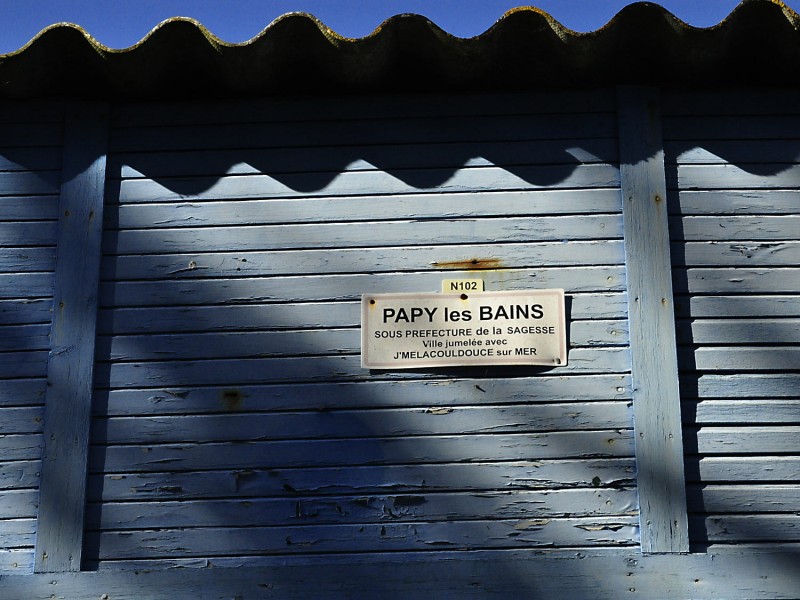 N102
PAPY les BAINS
SOUS PREFECTURE de la SAGESSE
Ville jumelée avec
J'MELACOULDOUCE sur MER